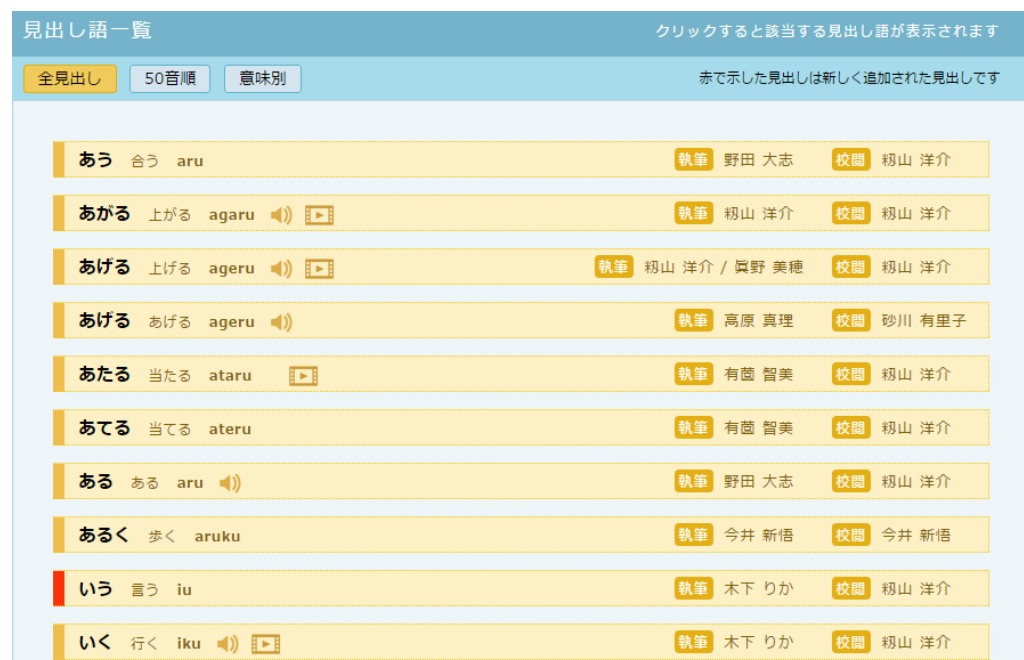 見出し語一覧 クリックすると該当する見出し語が表示されます
全見出し 50音順 意味別 赤で示した見出しは新しく追加された見出しです
あう 合う aru 執筆 野田 大志 校閲 籾山 洋介
あがる 上がる agaru 執筆 籾山 洋介 校閲 籾山 洋介
あげる 上げる ageru 執筆 籾山 洋介 / 眞野 美穂 校閲 籾山 洋介
あげる あげる ageru 執筆 高原 真理 校閲 砂川 有里子
あたる 当たる ataru 執筆 有薗 智美 校閲 籾山 洋介
あてる 当てる ateru 執筆 有薗 智美 校閲 籾山 洋介
ある ある aru 執筆 野田 大志 校閲 籾山 洋介
あるく 歩く aruku 執筆 今井 新悟 校閲 今井 新悟
いう 言う iu 執筆 木下 りか 校閲 籾山 洋介
いく 行く iku 執筆 木下 りか 校閲 籾山 洋介